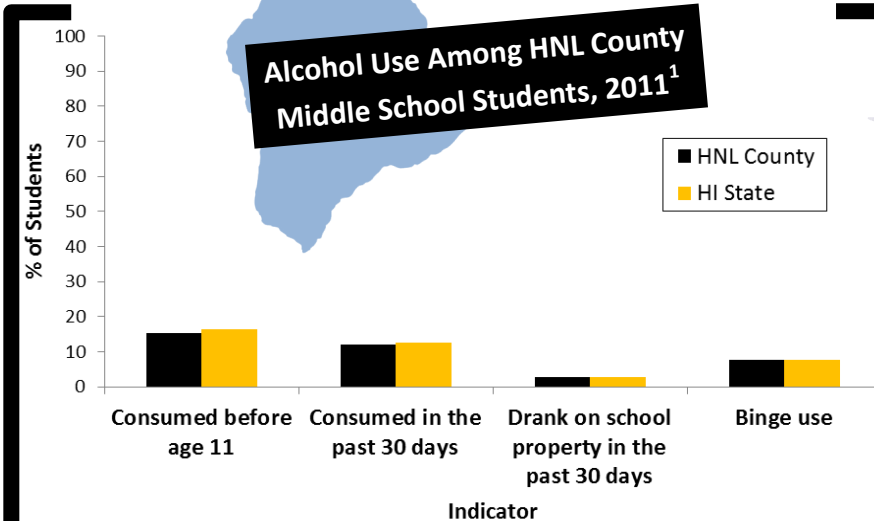 Alcohol Use Among HNL County
Middle School Students, 2011¹
% of Students
100
90
80
70
60
50
40
30
20
10
0
HNL County
HI State
Consumed before
age 11
Consumed in the
past 30 days
Drank on school
property in the
past 30 days
Binge use
Indicator